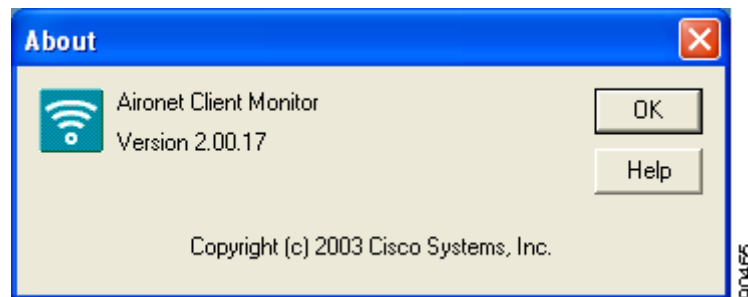 About
Aironet Client Monitor
Version 2.00.17
OK
Help
Copyright (c) 2003 Cisco Systems, Inc.